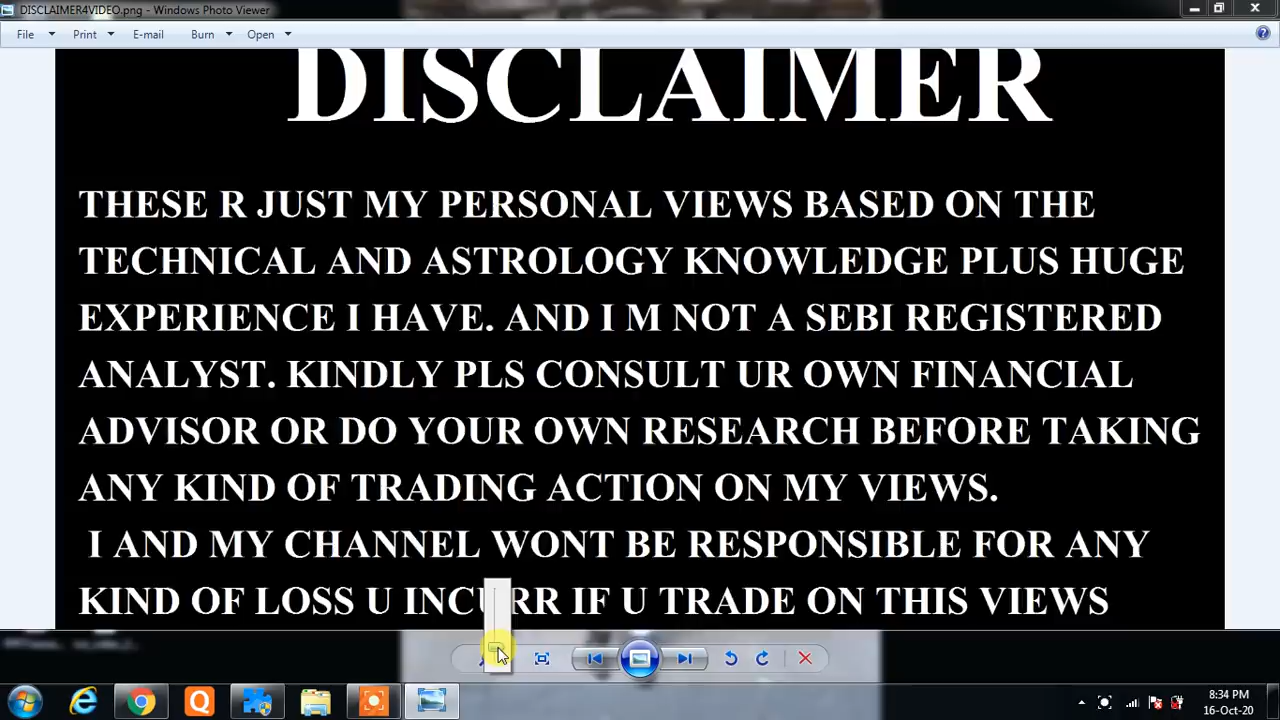 DISCLAIMER4VIDEO.png - Windows Photo Viewer
File Print E-mail Burn Open
DISCLAIMER
THESE R JUST MY PERSONAL VIEWS BASED ON THE
TECHNICAL AND ASTROLOGY KNOWLEDGE PLUS HUGE
EXPERIENCE I HAVE. AND I M NOT A SEBI REGISTERED
ANALYST. KINDLY PLS CONSULT UR OWN FINANCIAL
ADVISOR OR DO YOUR OWN RESEARCH BEFORE TAKING
ANY KIND OF TRADING ACTION ON MY VIEWS.
I AND MY CHANNEL WONT BE RESPONSIBLE FOR ANY
KIND OF LOSS U INCURR IF U TRADE ON THIS VIEWS
8:34 PM
16-Oct-20